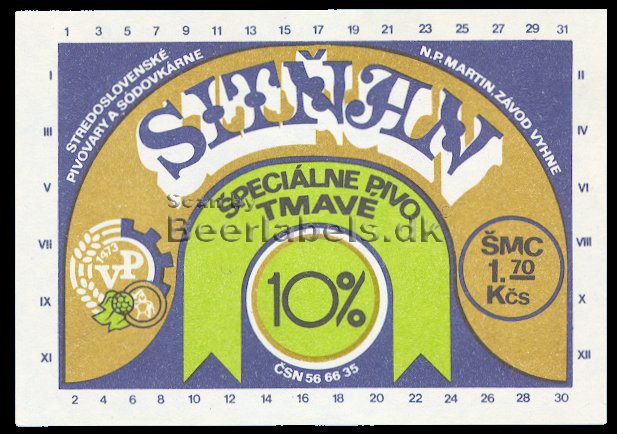 1 3 5 7 9 11 13 15 17 19 21 23 25 27 29 31
I
II
III
IV
V
VI
VII
VIII
IX
X
XI
XII
STREDOSLOVENSKÉ
PIVOVARY A SODOVKÁRNE
N.P. MARTIN, ZÁVOD VYHNE
SITŇAN
ŠPECIÁLNE PIVO
TMAVÉ
Beerlabels.dk
1473
VP
10%
ŠMC
1.70
Kčs
ČSN 56 66 35
2 4 6 8 10 12 14 16 18 20 22 24 26 28 30